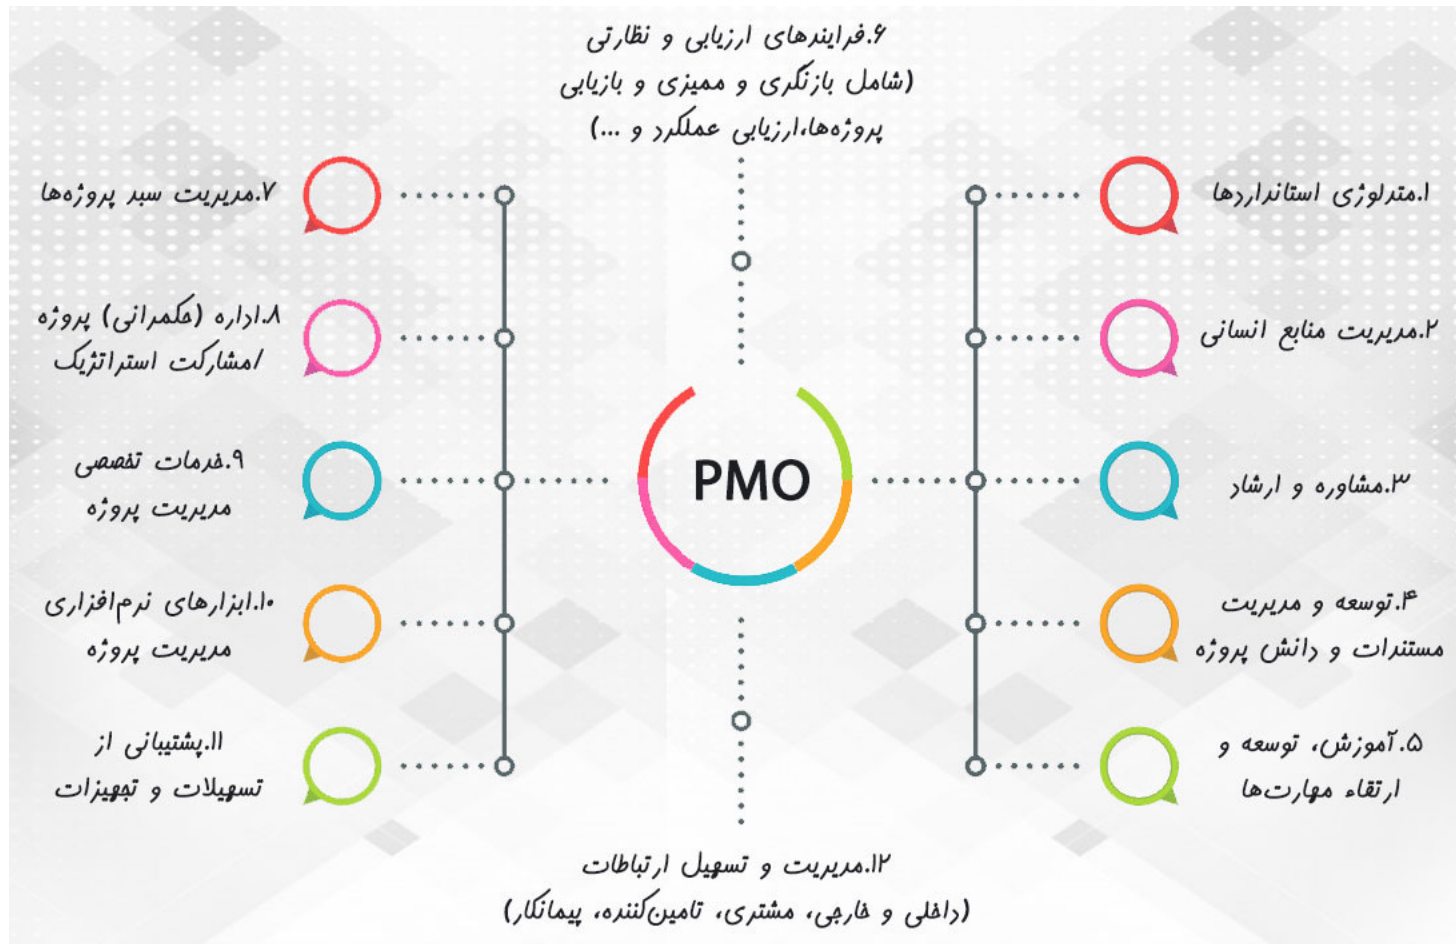 ۱.متدلوژی استانداردها
۲.مدیریت منابع انسانی
۳.مشاوره و ارشاد
۴.توسعه و مدیریت
مستندات و دانش پروژه
۵.آموزش، توسعه و
ارتقاء مهارت‌ها
۶.فرایندهای ارزیابی و نظارتی
(شامل بازنگری و ممیزی و بازیابی
پروژه‌ها،ارزیابی عملکرد و ...)
PMO
۷.مدیریت سبد پروژه‌ها
۸.اداره (حکمرانی) پروژه
/مشارکت استراتژیک
۹.خدمات تخصصی
مدیریت پروژه
۱۰.ابزارهای نرم‌افزاری
مدیریت پروژه
۱۱.پشتیبانی از
تسهیلات و تجهیزات
۱۲.مدیریت و تسهیل ارتباطات
(داخلی و خارجی، مشتری، تامین‌کننده، پیمانکار)